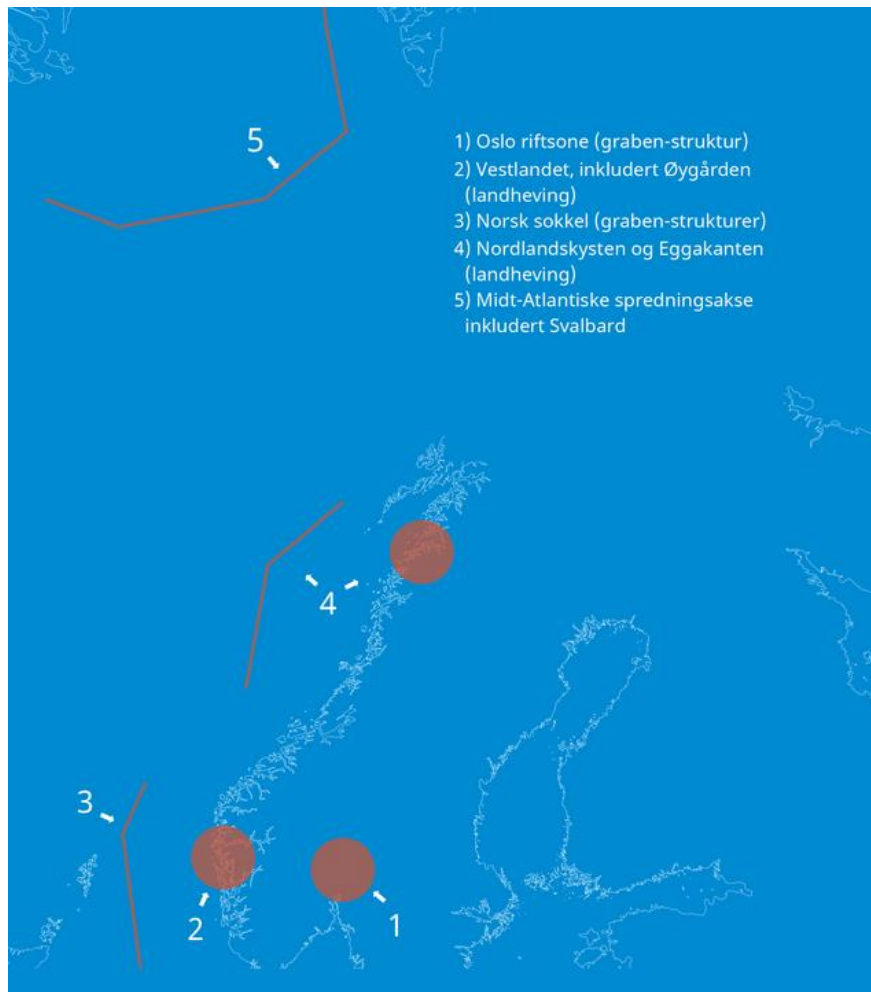 5
1) Oslo riftsone (graben-struktur)
2) Vestlandet, inkludert Øygården
(landheving)
3) Norsk sokkel (graben-strukturer)
4) Nordlandskysten og Eggakanten
(landheving)
5) Midt-Atlantiske spredningsakse
inkludert Svalbard
4
3
2
1